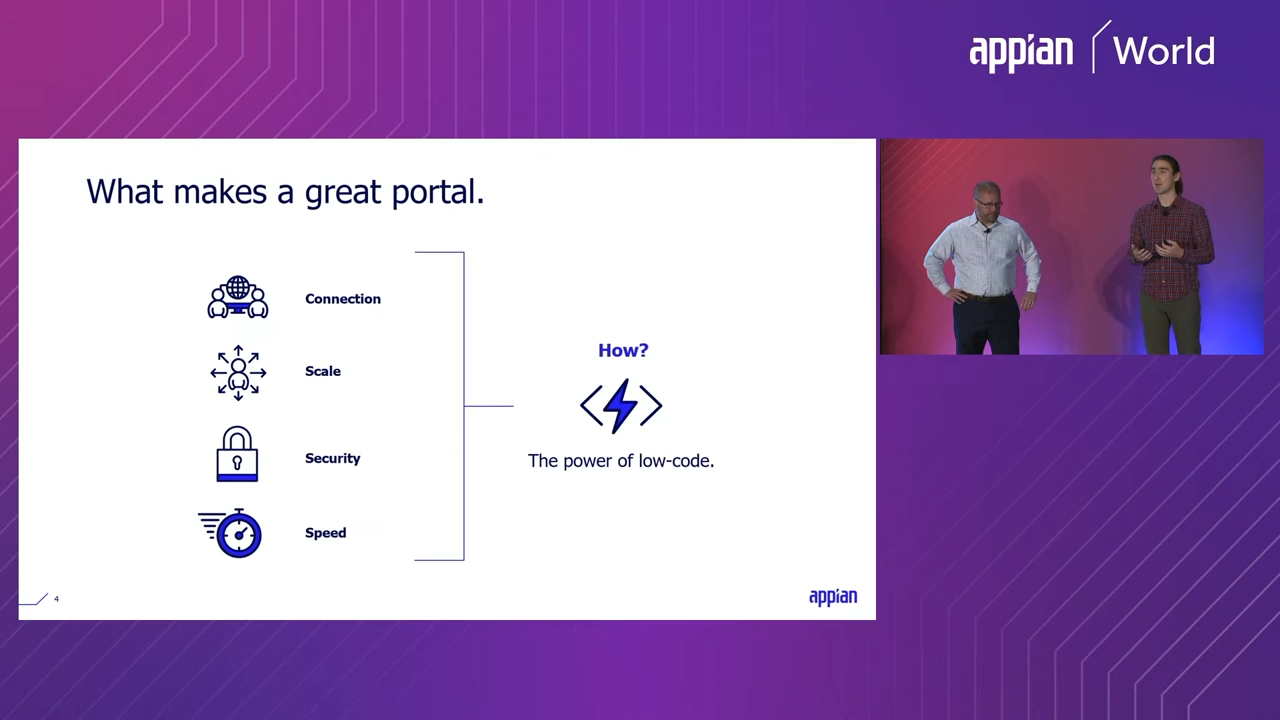 appian World
What makes a great portal.
Connection
Scale
Security
Speed
How?
The power of low-code.
4
appian